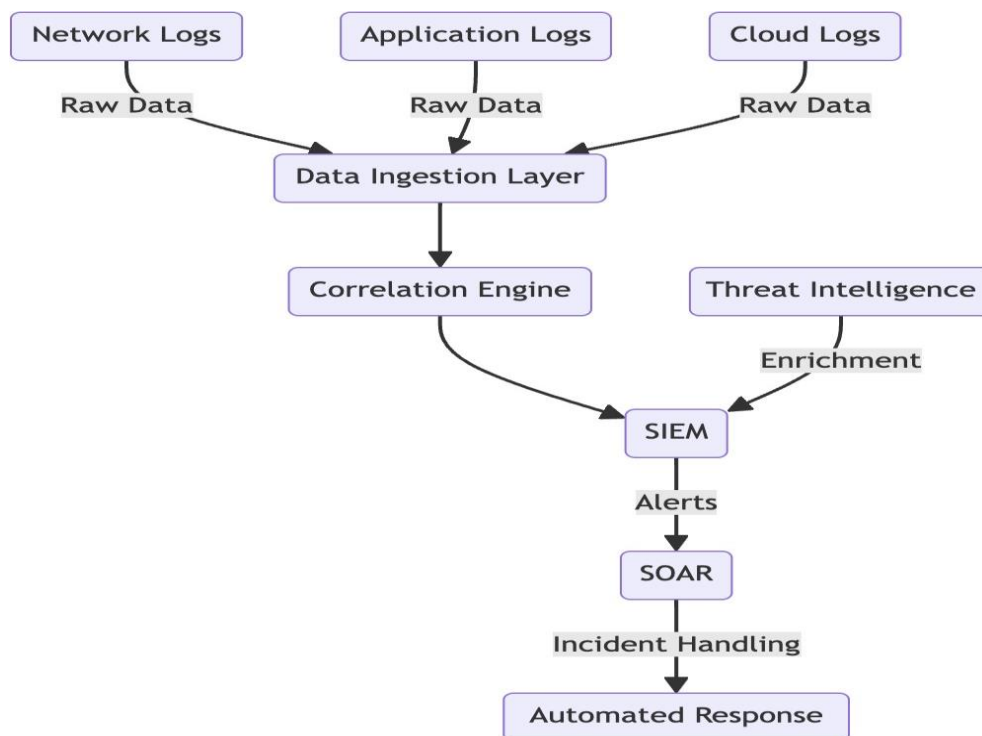 Network Logs
Application Logs
Cloud Logs
Raw Data
Raw Data
Raw Data
Data Ingestion Layer
Correlation Engine
Threat Intelligence
Enrichment
SIEM
Alerts
SOAR
Incident Handling
Automated Response